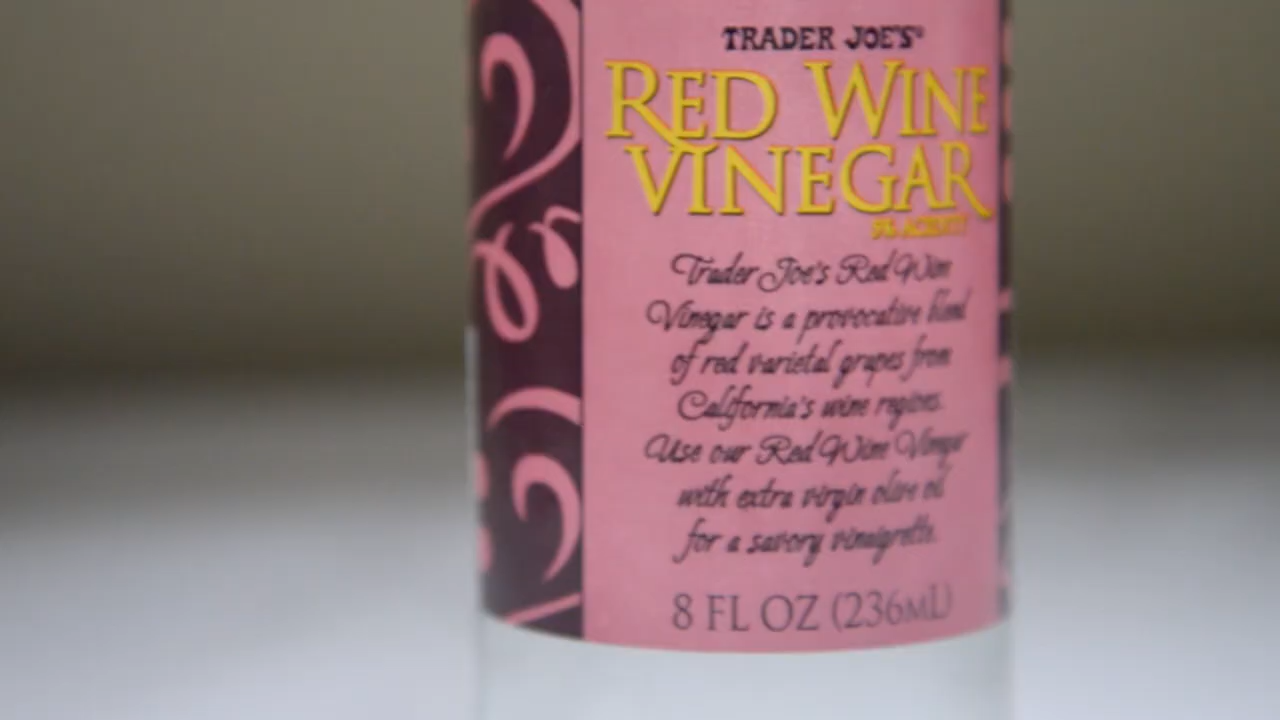 TRADER JOE'S®
RED WINE
VINEGAR
5% ACIDITY
Trader Joe's Red Wine
Vinegar is a provocative blend
of red varietal grapes from
California's wine regions.
Use our Red Wine Vinegar
with extra virgin olive oil
for a savory vinaigrette.
8 FL OZ (236mL)